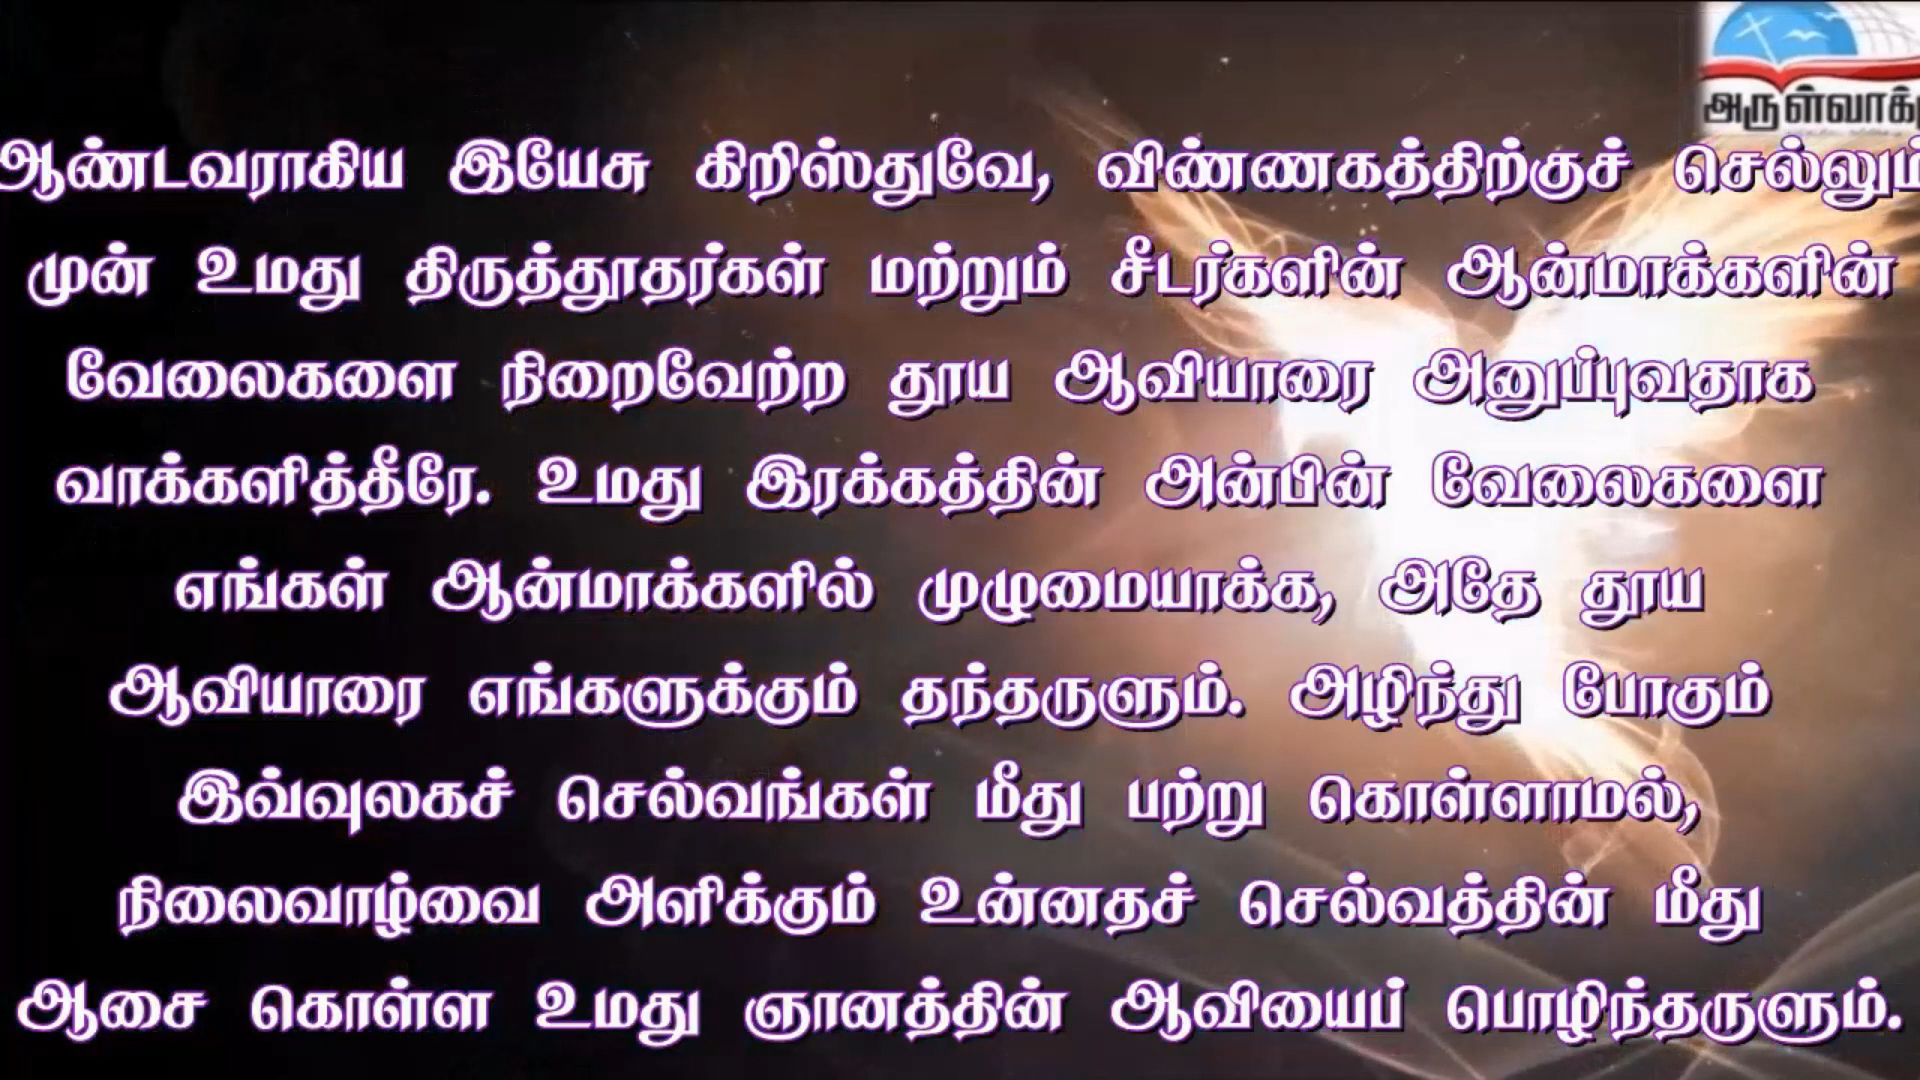 அருள்வாக்கு
ஆண்டவராகிய இயேசு கிறிஸ்துவே, விண்ணகத்திற்குச் செல்லும்
முன் உமது திருத்தூதர்கள் மற்றும் சீடர்களின் ஆன்மாக்களின்
வேலைகளை நிறைவேற்ற தூய ஆவியாரை அனுப்புவதாக
வாக்களித்தீரே. உமது இரக்கத்தின் அன்பின் வேலைகளை
எங்கள் ஆன்மாக்களில் முழுமையாக்க, அதே தூய
ஆவியாரை எங்களுக்கும் தந்தருளும். அழிந்து போகும்
இவ்வுலகச் செல்வங்கள் மீது பற்று கொள்ளாமல்,
நிலைவாழ்வை அளிக்கும் உன்னதச் செல்வத்தின் மீது
ஆசை கொள்ள உமது ஞானத்தின் ஆவியைப் பொழிந்தருளும்.